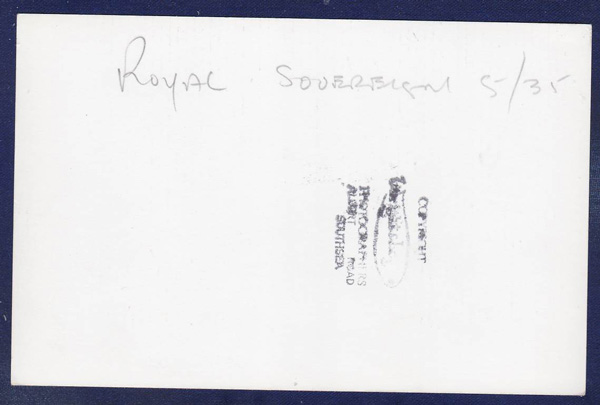 ROYAL SOVEREIGN 5/35
COPYRIGHT
PHOTOGRAPHERS
ALBERT ROAD
SOUTHSEA